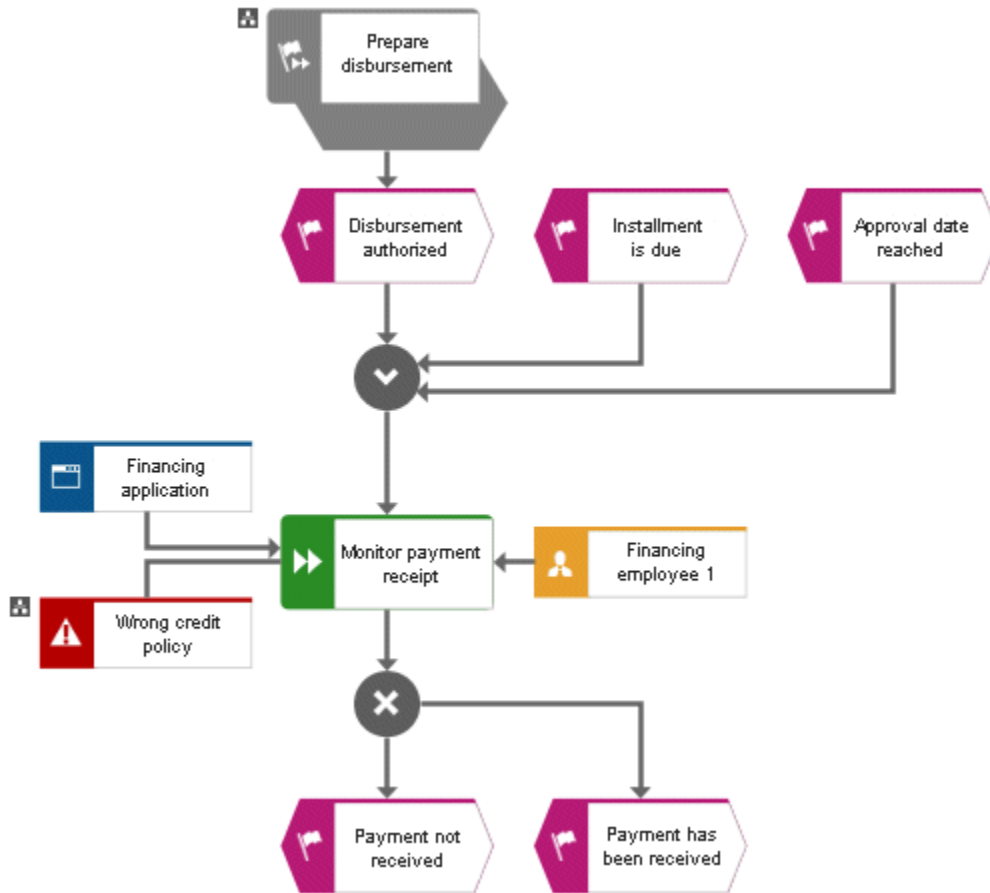 Prepare
disbursement
Disbursement
authorized
Installment
is due
Approval date
reached
Financing
application
Monitor payment
receipt
Financing
employee 1
Wrong credit
policy
Payment not
received
Payment has
been received